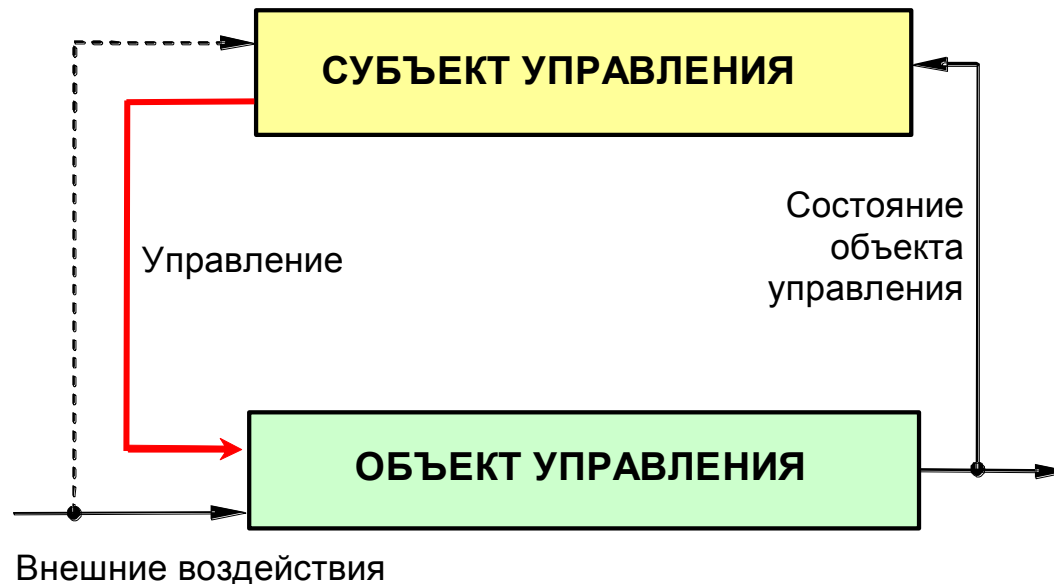 СУБЪЕКТ УПРАВЛЕНИЯ
Управление
Состояние
объекта
управления
ОБЪЕКТ УПРАВЛЕНИЯ
Внешние воздействия